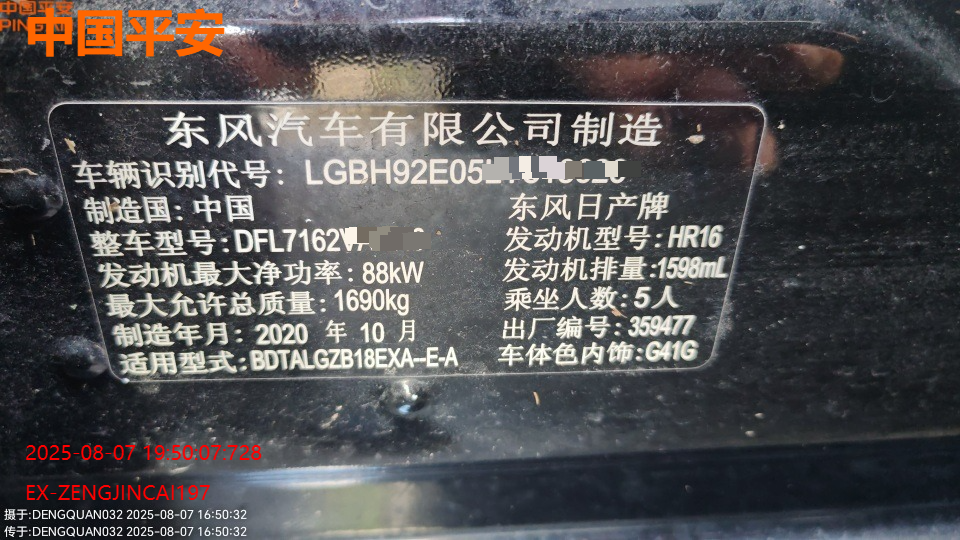 中国平安
中国平安
东风汽车有限公司制造
车辆识别代号: LGBH92E05
制造国: 中国 东风日产牌
整车型号: DFL7162 发动机型号: HR16
发动机最大净功率: 88kW 发动机排量: 1598mL
最大允许总质量: 1690kg 乘坐人数: 5人
制造年月: 2020 年 10 月 出厂编号: 359477
适用型式: BDTALGZB18EXA--E-A 车体色内饰: G41G
2025-08-07 19:50:07.728
EX-ZENGJINCAI197
摄于:DENGQUAN032 2025-08-07 16:50:32
传于:DENGQUAN032 2025-08-07 16:50:32